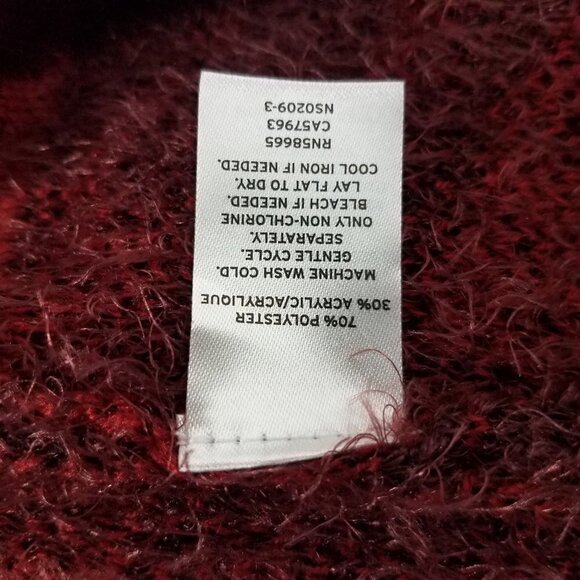 70% POLYESTER
30% ACRYLIC/ACRYLIQUE
MACHINE WASH COLD.
GENTLE CYCLE.
SEPARATELY.
ONLY NON-CHLORINE
BLEACH IF NEEDED.
LAY FLAT TO DRY.
COOL IRON IF NEEDED.
RN58665
CA57963
NS0209-3